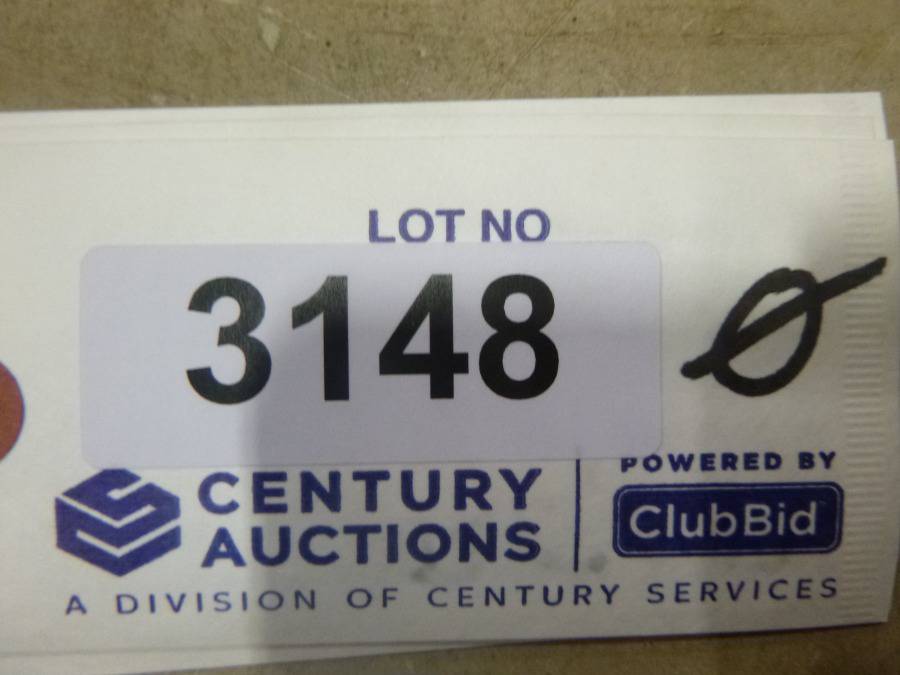 LOT NO
3148 Ø
CENTURY
AUCTIONS
POWERED BY
ClubBid
A DIVISION OF CENTURY SERVICES